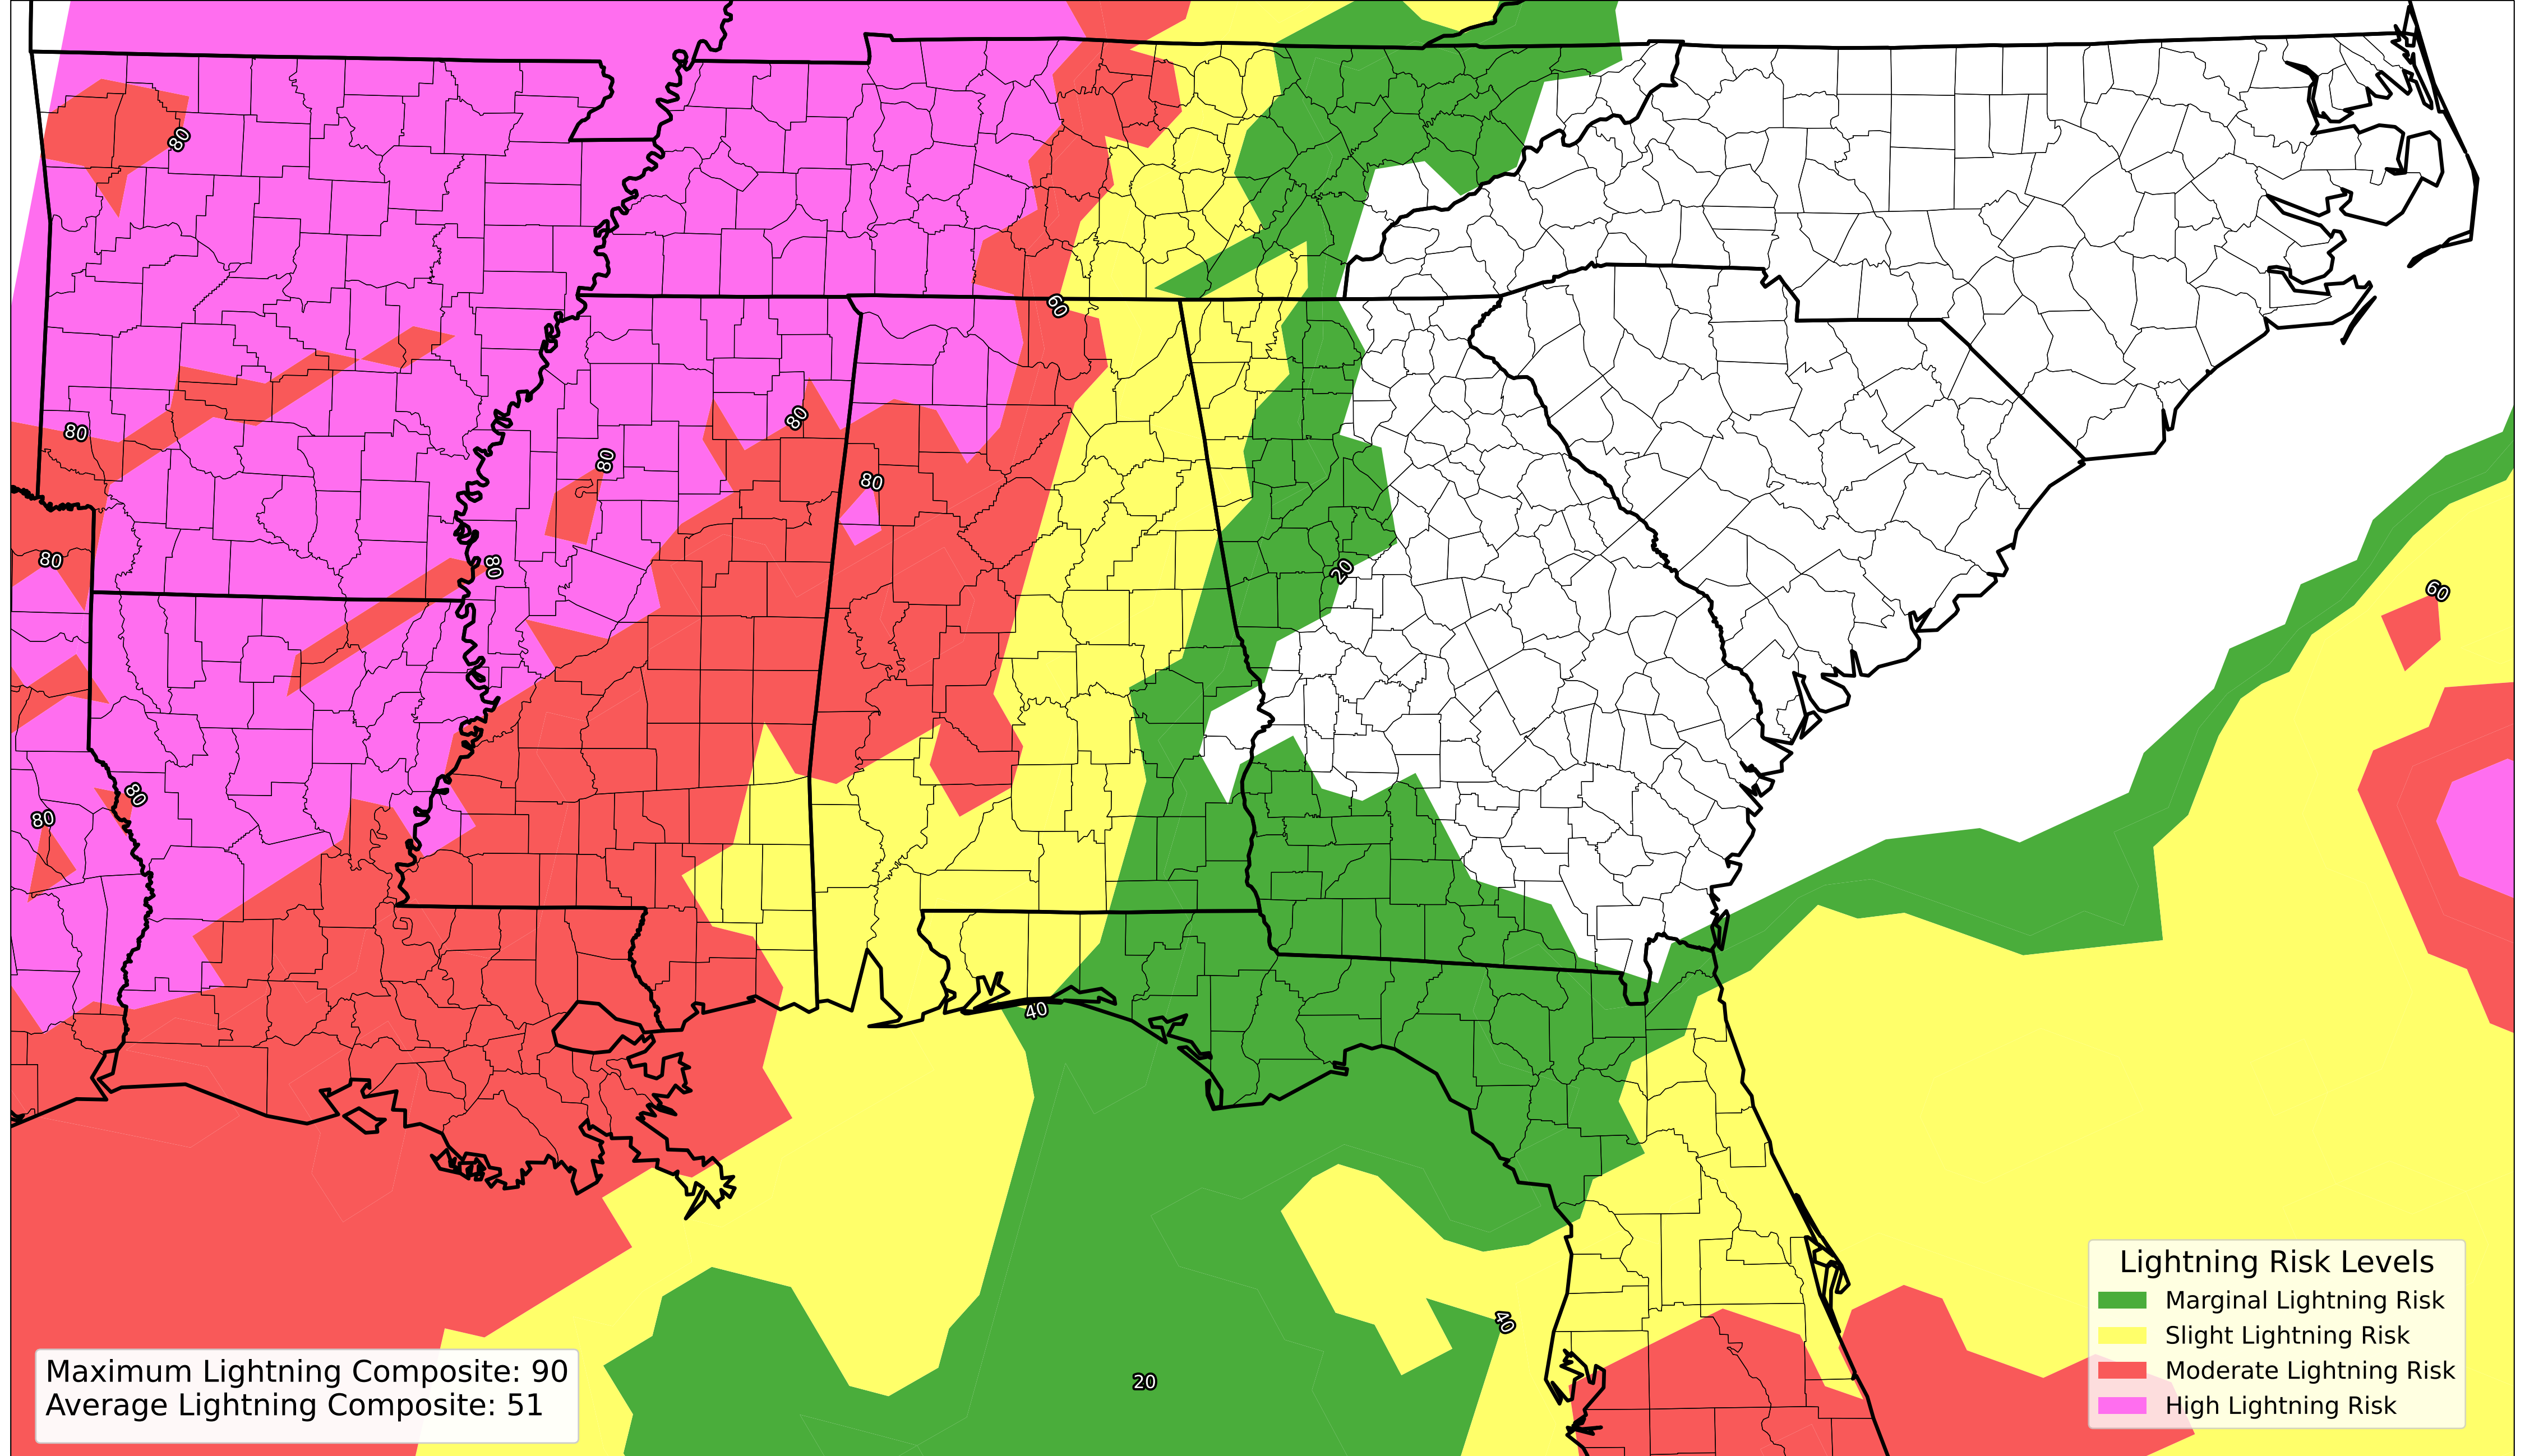 80
60
80
80
80
80
80
20
80
80
60
80
80
40
40
20
Maximum Lightning Composite: 90
Average Lightning Composite: 51
Lightning Risk Levels
Marginal Lightning Risk
Slight Lightning Risk
Moderate Lightning Risk
High Lightning Risk